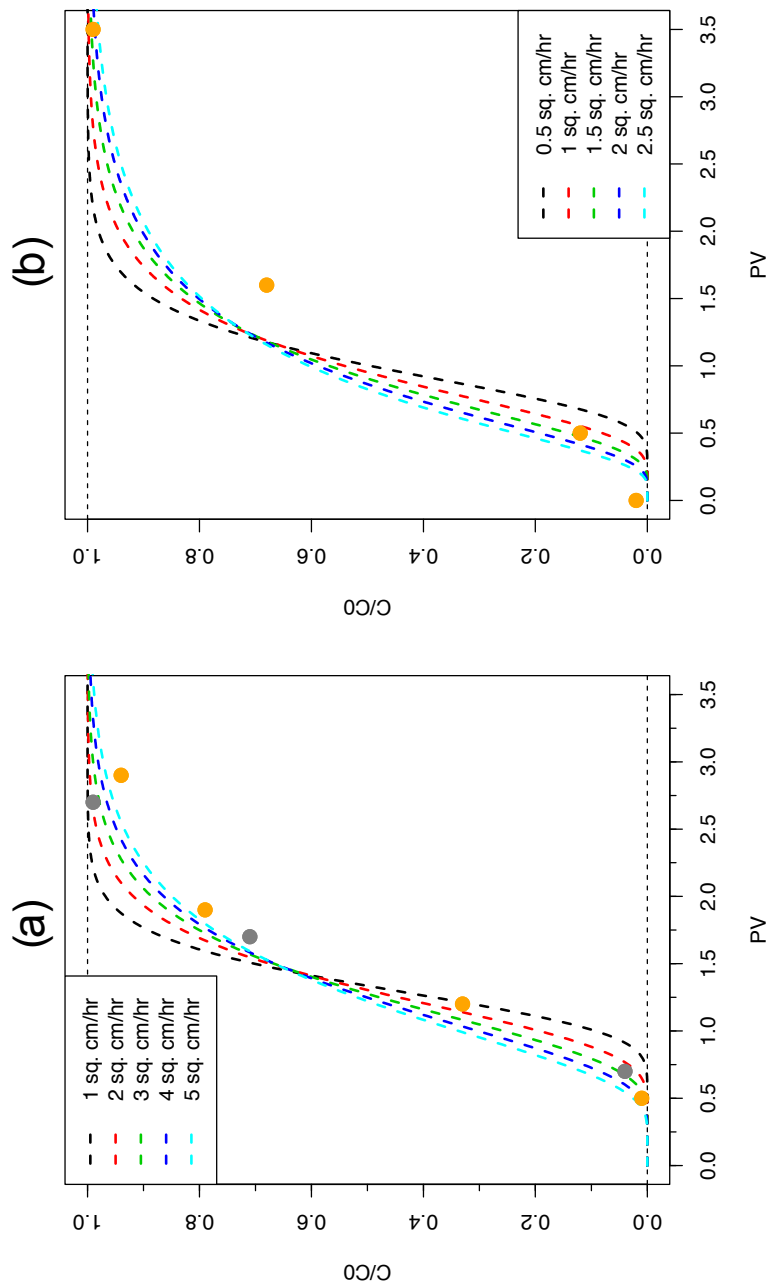 (a)
C/C0
1.0
0.8
0.6
0.4
0.2
0.0
1 sq. cm/hr
2 sq. cm/hr
3 sq. cm/hr
4 sq. cm/hr
5 sq. cm/hr
0.0 0.5 1.0 1.5 2.0 2.5 3.0 3.5
PV
(b)
C/C0
1.0
0.8
0.6
0.4
0.2
0.0
0.5 sq. cm/hr
1 sq. cm/hr
1.5 sq. cm/hr
2 sq. cm/hr
2.5 sq. cm/hr
0.0 0.5 1.0 1.5 2.0 2.5 3.0 3.5
PV